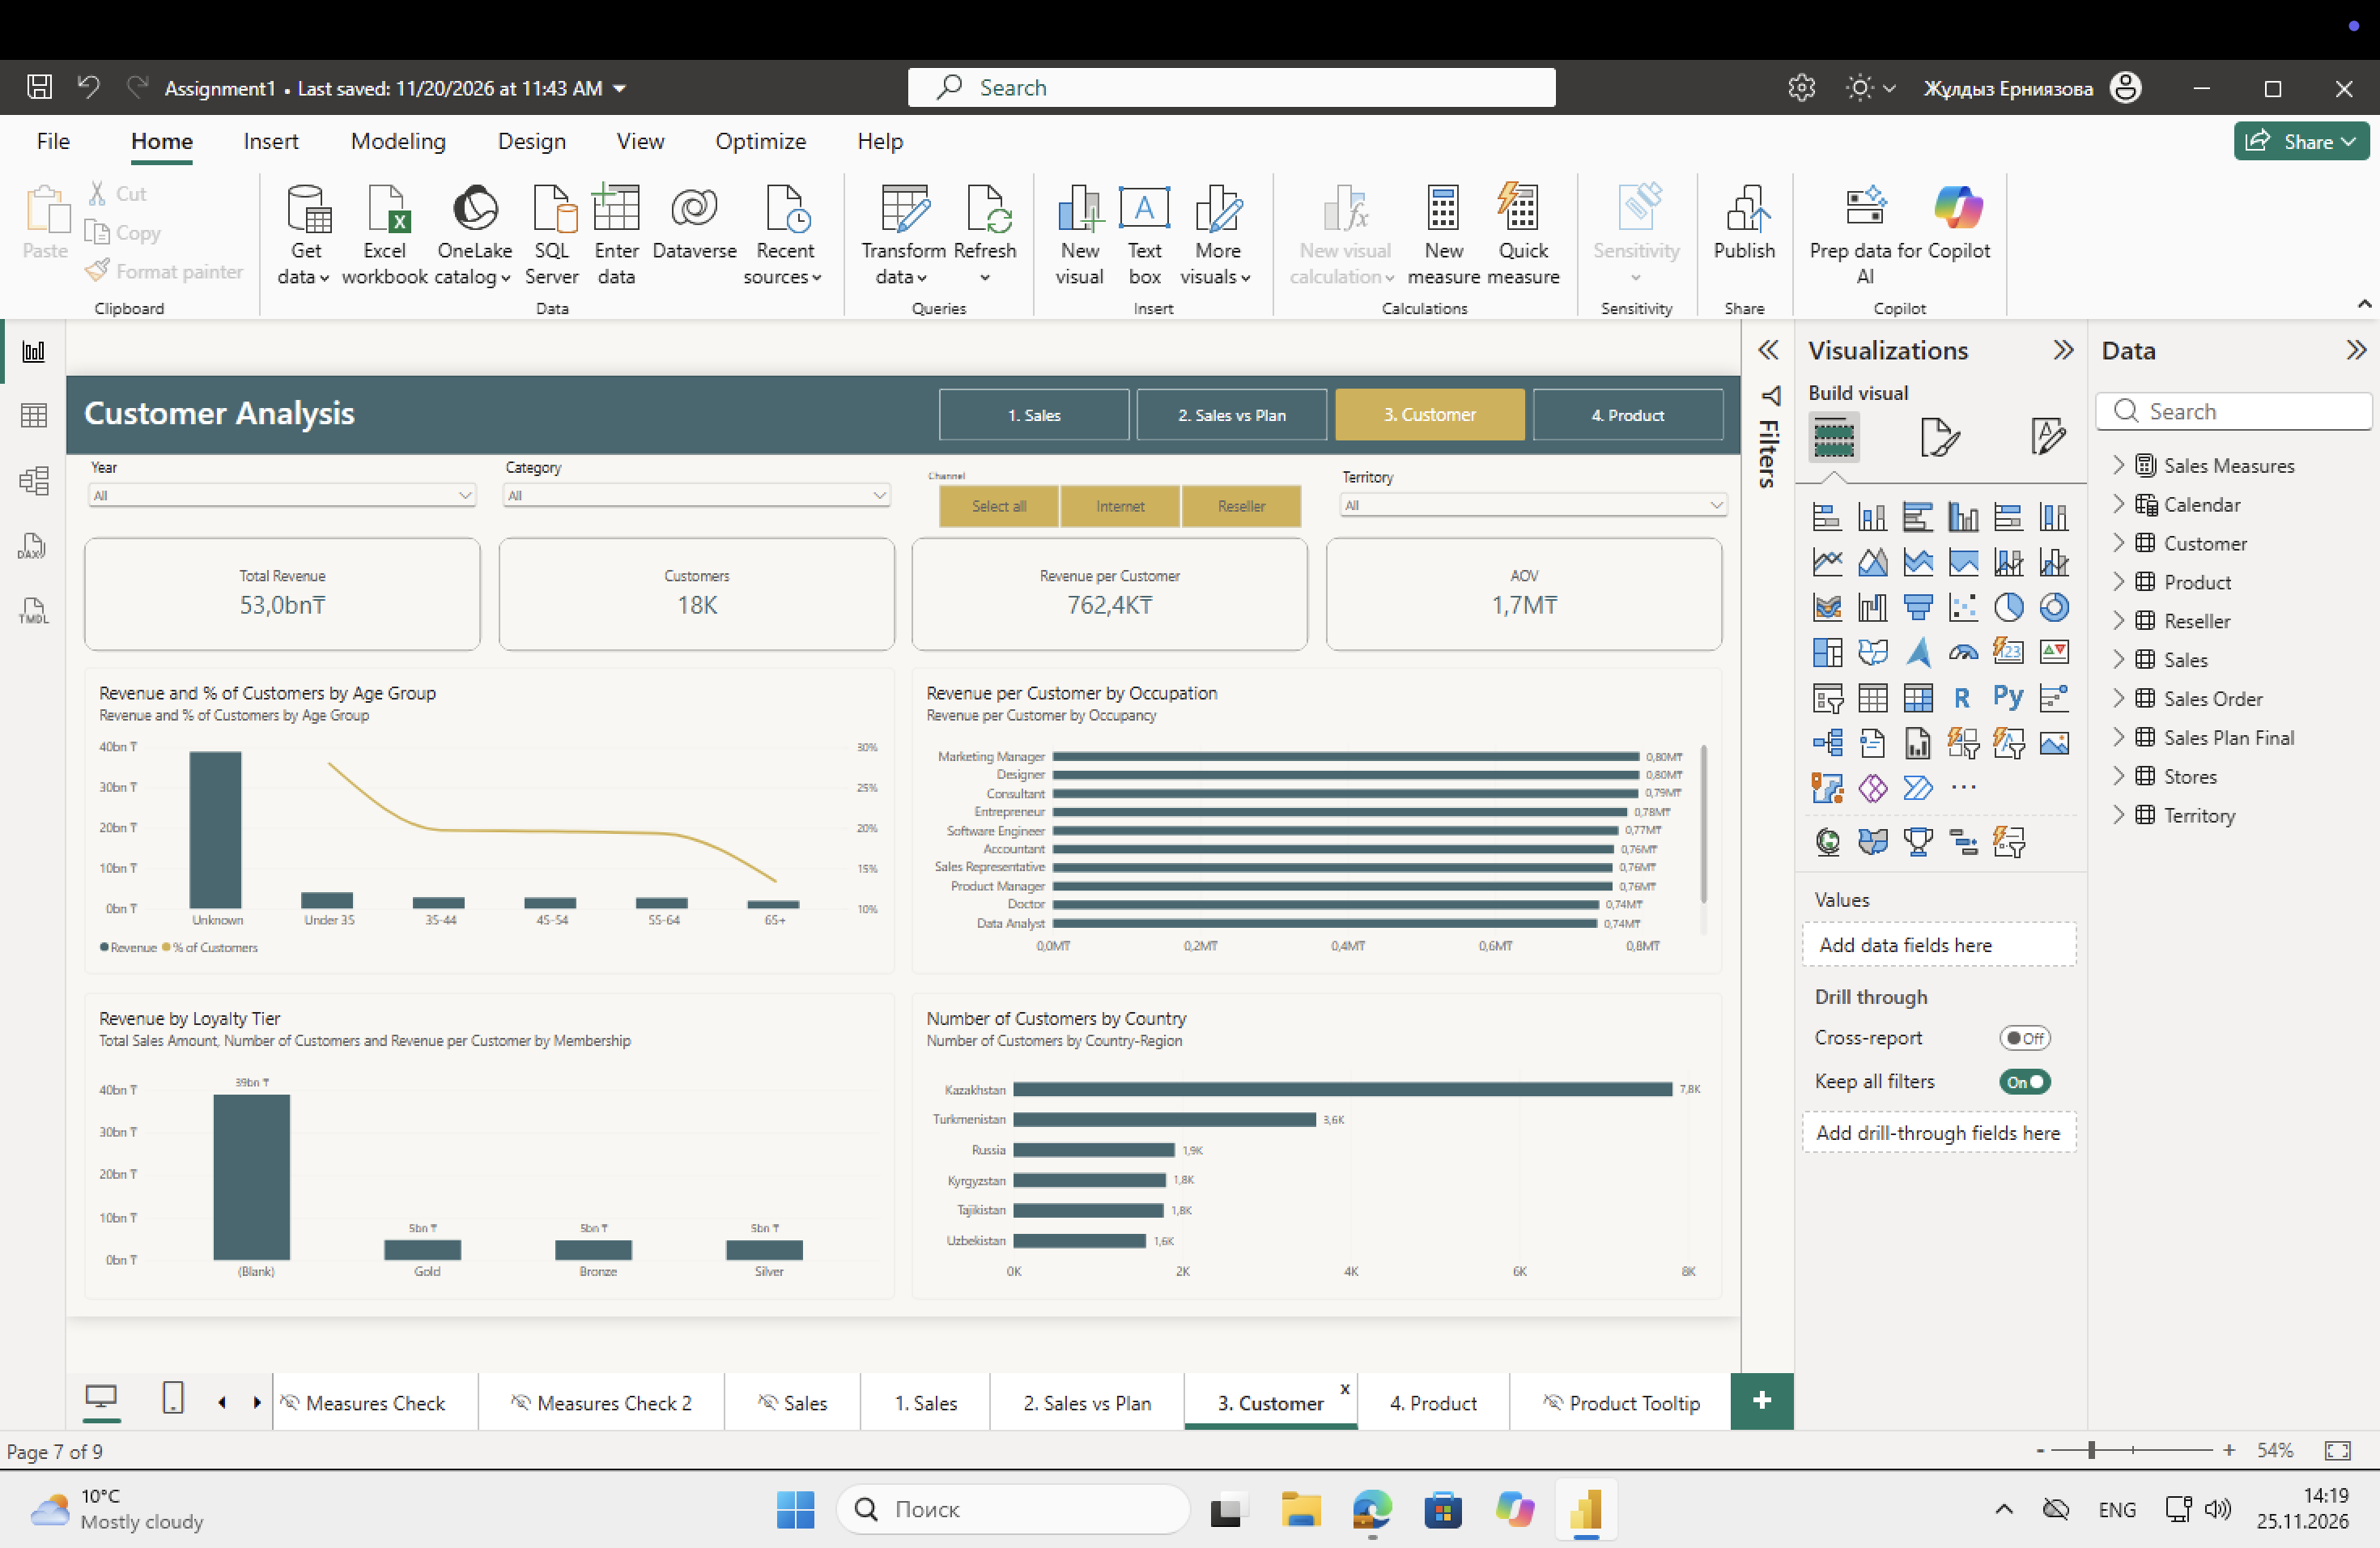 Assignment1 • Last saved: 11/20/2026 at 11:43 AM
Search
Жұлдыз Ерниязова
File Home Insert Modeling Design View Optimize Help
Share
Paste
Cut
Copy
Format painter
Clipboard
Get data
Excel workbook
OneLake catalog
SQL Server
Enter data
Dataverse
Recent sources
Data
Transform data
Refresh
Queries
New visual
Text box
More visuals
Insert
New visual calculation
New measure
Quick measure
Calculations
Sensitivity
Sensitivity
Publish
Share
Prep data for AI
Copilot
Copilot
DAX
TMDL
Customer Analysis
1. Sales
2. Sales vs Plan
3. Customer
4. Product
Year
All
Category
All
Channel
Select all
Internet
Reseller
Territory
All
Total Revenue
53,0bn₸
Customers
18K
Revenue per Customer
762,4K₸
AOV
1,7M₸
Revenue and % of Customers by Age Group
Revenue and % of Customers by Age Group
40bn ₸
30bn ₸
20bn ₸
10bn ₸
0bn ₸
30%
25%
20%
15%
10%
Unknown
Under 35
35-44
45-54
55-64
65+
Revenue
% of Customers
Revenue per Customer by Occupation
Revenue per Customer by Occupancy
Marketing Manager 0,80M₸
Designer 0,80M₸
Consultant 0,79M₸
Entrepreneur 0,78M₸
Software Engineer 0,77M₸
Accountant 0,76M₸
Sales Representative 0,76M₸
Product Manager 0,76M₸
Doctor 0,74M₸
Data Analyst 0,74M₸
0,0M₸ 0,2M₸ 0,4M₸ 0,6M₸ 0,8M₸
Revenue by Loyalty Tier
Total Sales Amount, Number of Customers and Revenue per Customer by Membership
40bn ₸
30bn ₸
20bn ₸
10bn ₸
0bn ₸
39bn ₸
5bn ₸
5bn ₸
5bn ₸
(Blank)
Gold
Bronze
Silver
Number of Customers by Country
Number of Customers by Country-Region
Kazakhstan 7,8K
Turkmenistan 3,6K
Russia 1,9K
Kyrgyzstan 1,8K
Tajikistan 1,8K
Uzbekistan 1,6K
0K 2K 4K 6K 8K
Filters
Visualizations
Build visual
123
R
Py
Values
Add data fields here
Drill through
Cross-report
Off
Keep all filters
On
Add drill-through fields here
Data
Search
Sales Measures
Calendar
Customer
Product
Reseller
Sales
Sales Order
Sales Plan Final
Stores
Territory
Measures Check
Measures Check 2
Sales
1. Sales
2. Sales vs Plan
3. Customer
x
4. Product
Product Tooltip
+
Page 7 of 9
- + 54%
10°C
Mostly cloudy
Поиск
ENG
14:19
25.11.2026